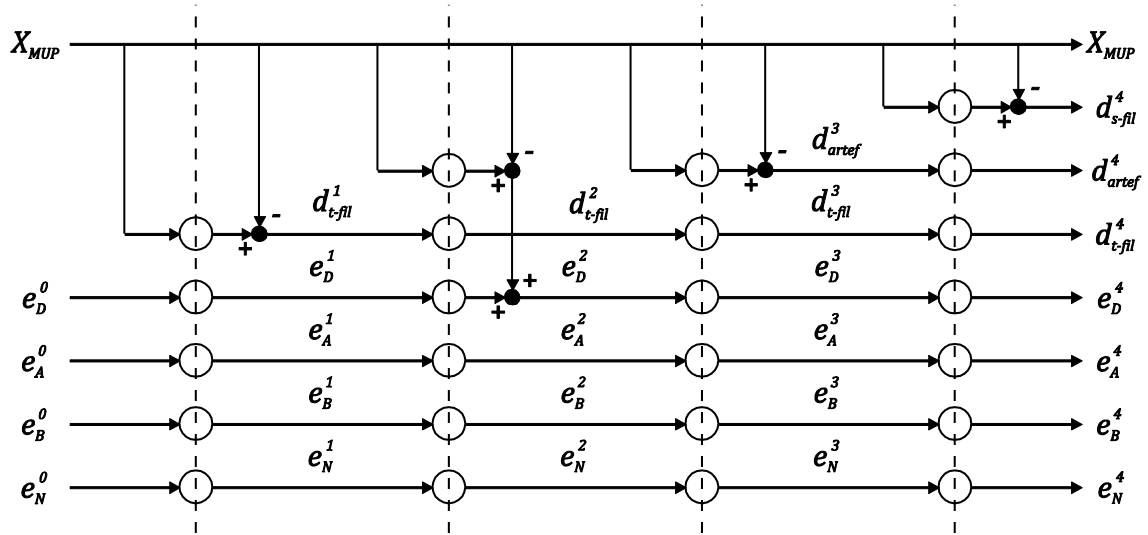 X_MUP X_MUP
-
+ d^4_s-fil
- d^3_artef
+ + d^4_artef
d^1_t-fil d^2_t-fil d^3_t-fil
-
+ d^4_t-fil
e^1_D e^2_D e^3_D
+
e^0_D + e^4_D
e^1_A e^2_A e^3_A
e^0_A e^4_A
e^1_B e^2_B e^3_B
e^0_B e^4_B
e^1_N e^2_N e^3_N
e^0_N e^4_N